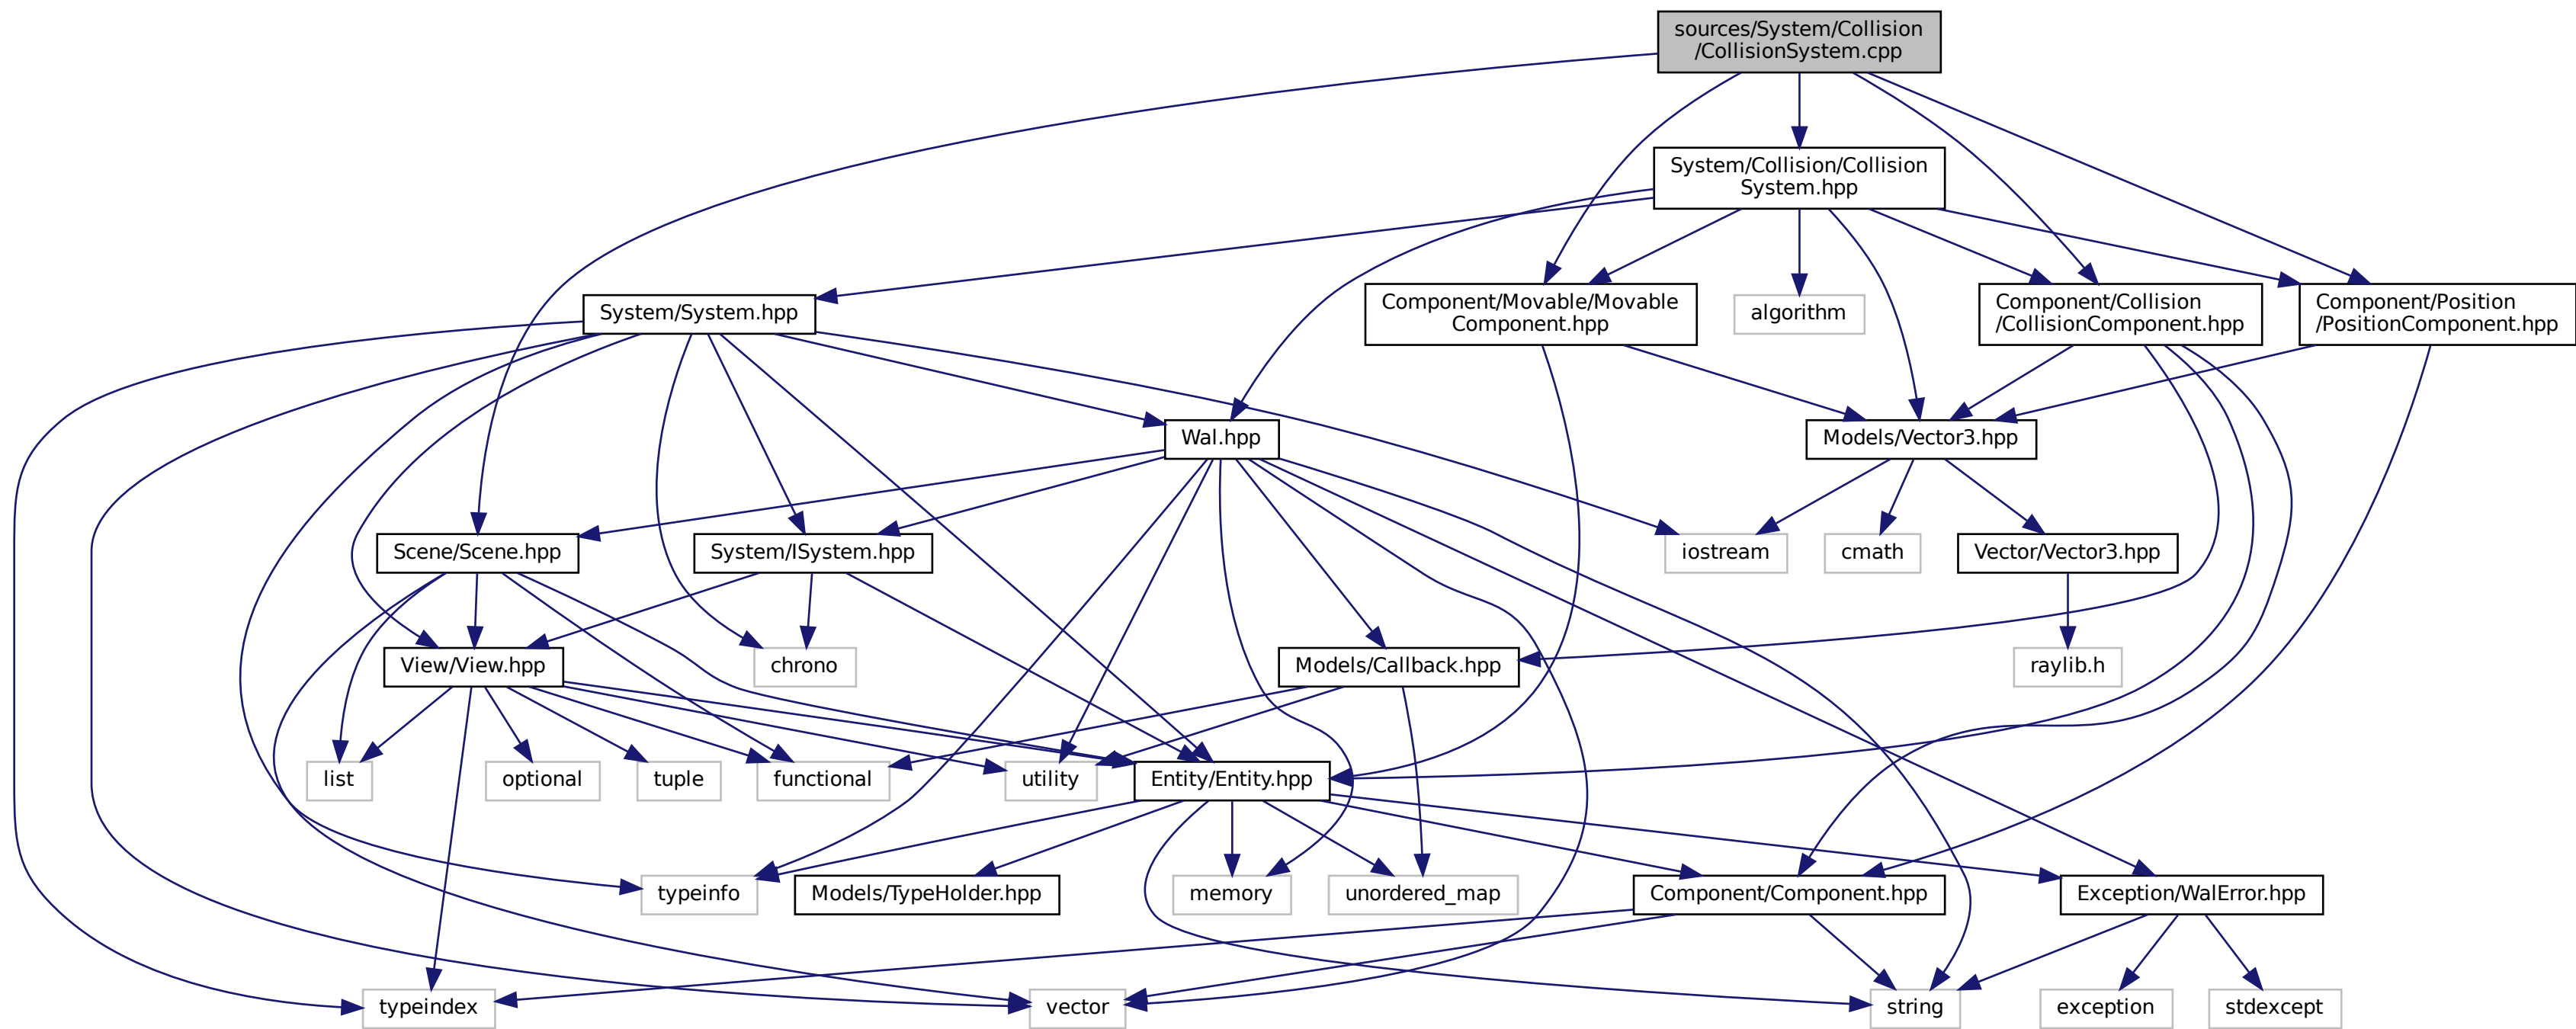 sources/System/Collision
/CollisionSystem.cpp
System/Collision/Collision
System.hpp
System/System.hpp
Component/Movable/Movable
Component.hpp
algorithm
Component/Collision
/CollisionComponent.hpp
Component/Position
/PositionComponent.hpp
Wal.hpp
Models/Vector3.hpp
Scene/Scene.hpp
System/ISystem.hpp
iostream
cmath
Vector/Vector3.hpp
View/View.hpp
chrono
Models/Callback.hpp
raylib.h
list
optional
tuple
functional
utility
Entity/Entity.hpp
typeinfo
Models/TypeHolder.hpp
memory
unordered_map
Component/Component.hpp
Exception/WalError.hpp
typeindex
vector
string
exception
stdexcept